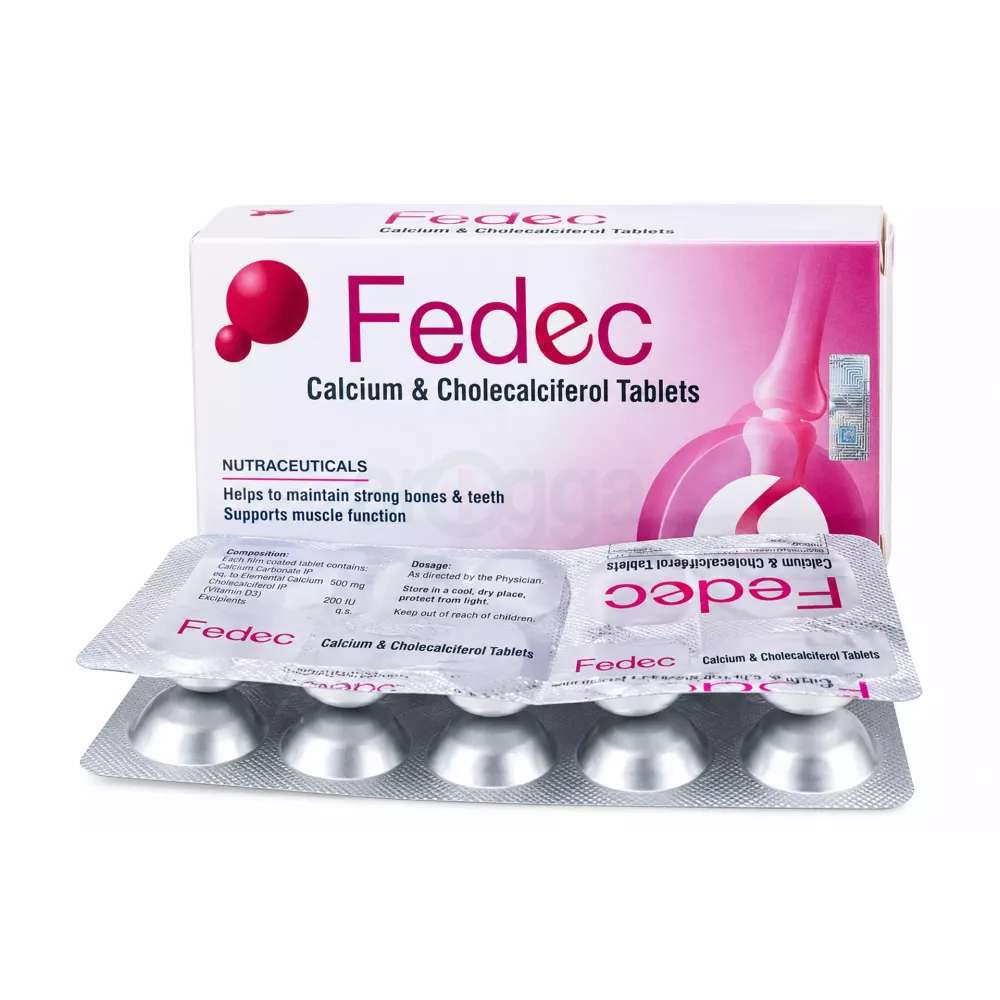 Fedec
Calcium & Cholecalciferol Tablets
Fedec
Calcium & Cholecalciferol Tablets
NUTRACEUTICALS
Helps to maintain strong bones & teeth
Supports muscle function
arogga
Composition:
Each film coated tablet contains:
Calcium Carbonate IP
eq. to Elemental Calcium 500 mg
Cholecalciferol IP
(Vitamin D3) 200 IU
Excipients q.s.
Dosage:
As directed by the Physician.
Store in a cool, dry place,
protect from light.
Keep out of reach of children.
Calcium & Cholecalciferol Tablets
Fedec
Fedec Calcium & Cholecalciferol Tablets
Fedec Calcium & Cholecalciferol Tablets